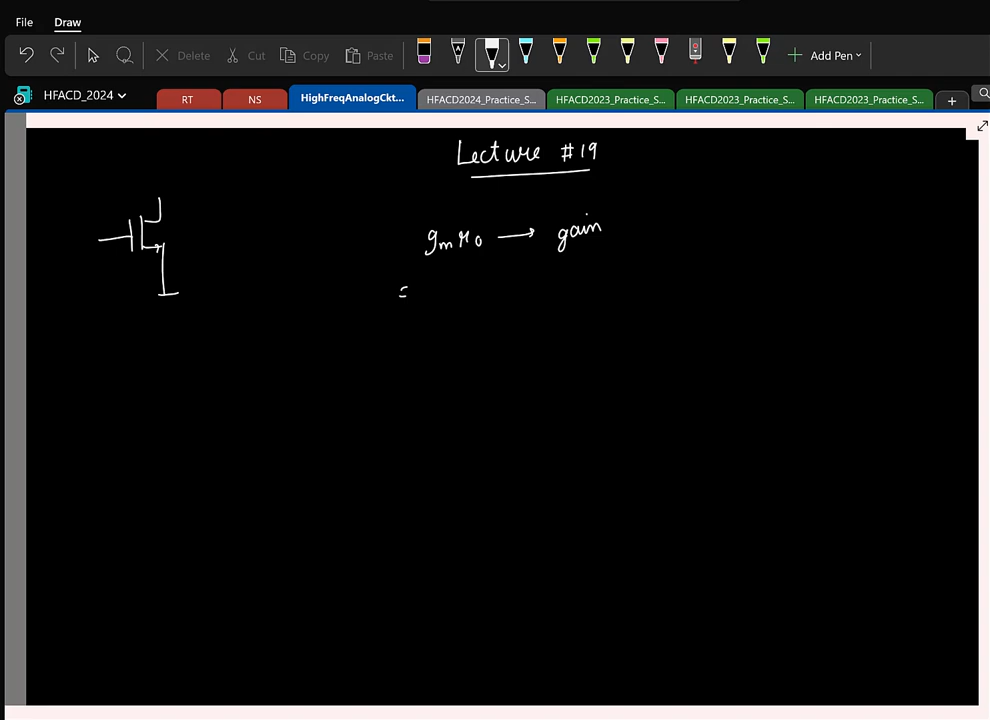 File Draw
Delete Cut Copy Paste A Add Pen
HFACD_2024 RT NS HighFreqAnalogCkt... HFACD2024_Practice_S... HFACD2023_Practice_S... HFACD2023_Practice_S... HFACD2023_Practice_S... +
Lecture #19
gmr0 → gain
=